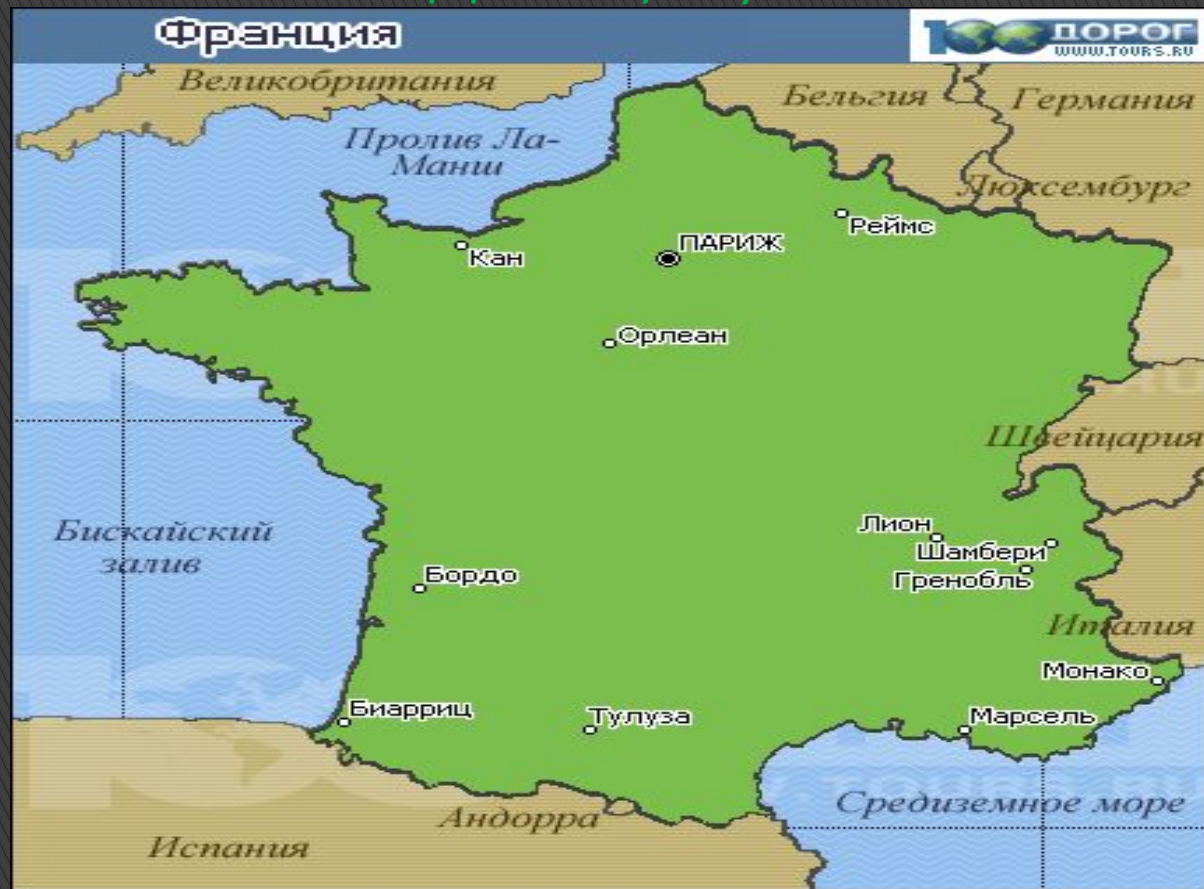 Франция
100 ДОРОГ
WWW.TOURS.RU
Великобритания
Бельгия
Германия
Пролив Ла-
Манш
Люксембург
Реймс
ПАРИЖ
Кан
Орлеан
Швейцария
Бискайский
залив
Лион
Шамбери
Гренобль
Бордо
Италия
Монако
Биарриц
Тулуза
Марсель
Средиземное море
Андорра
Испания